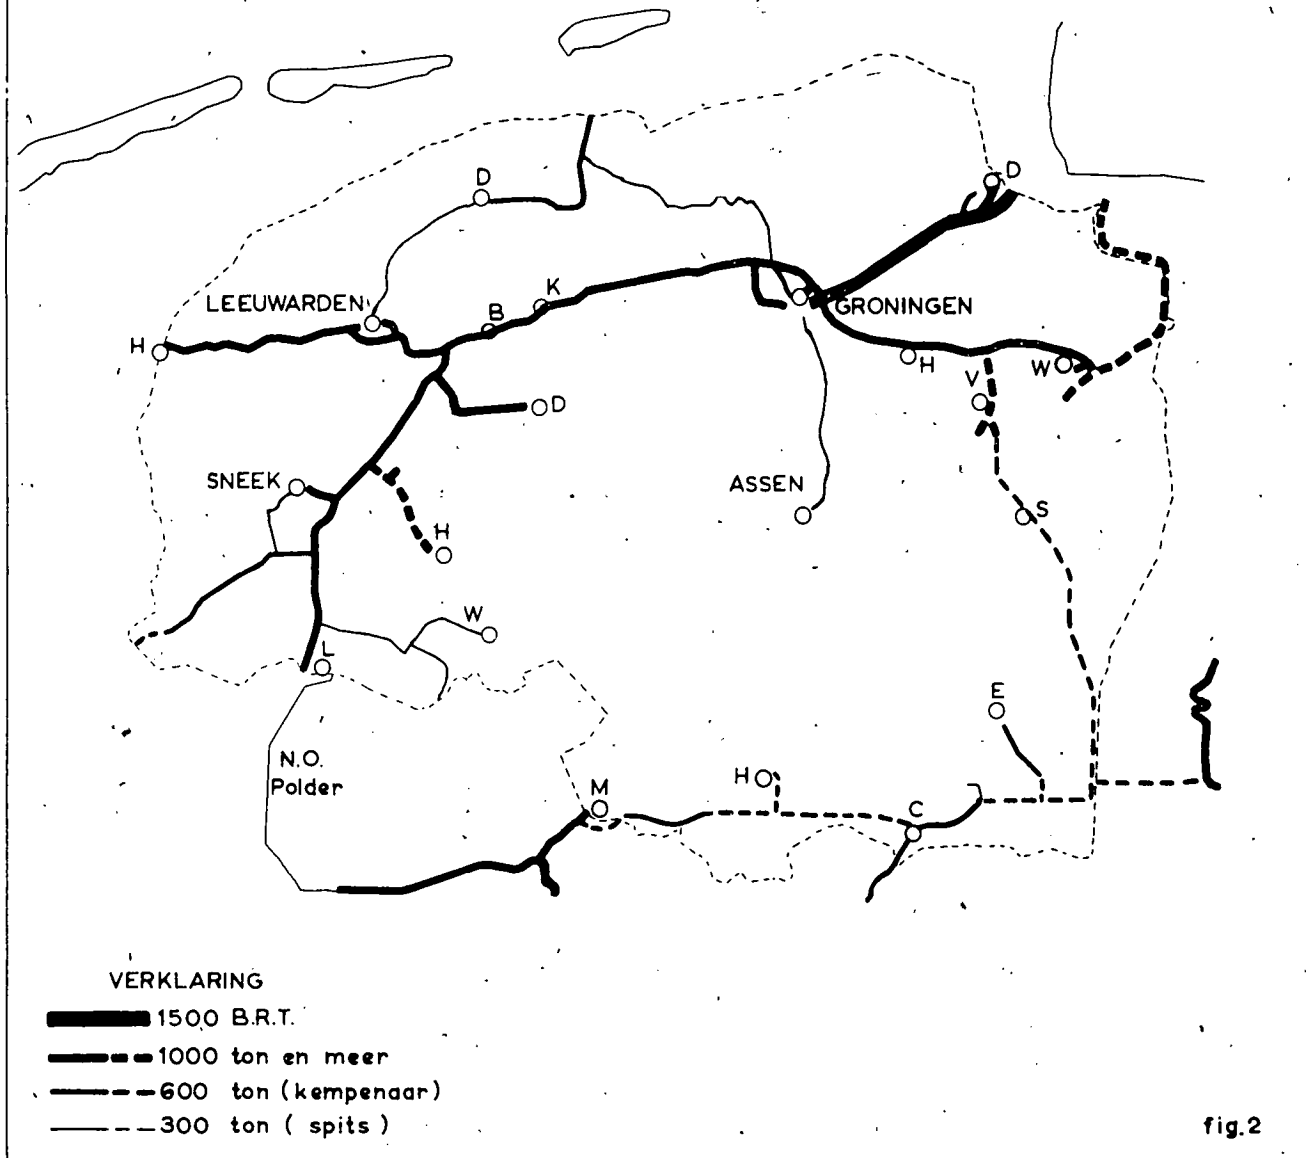 D
D
K
LEEUWARDEN
B
GRONINGEN
H
H
W
V
D
SNEEK
ASSEN
S
H
W
L
E
N.O.
Polder
H
M
C
VERKLARING
1500 B.R.T.
1000 ton en meer
600 ton (kempenaar)
300 ton ( spits )
fig.2